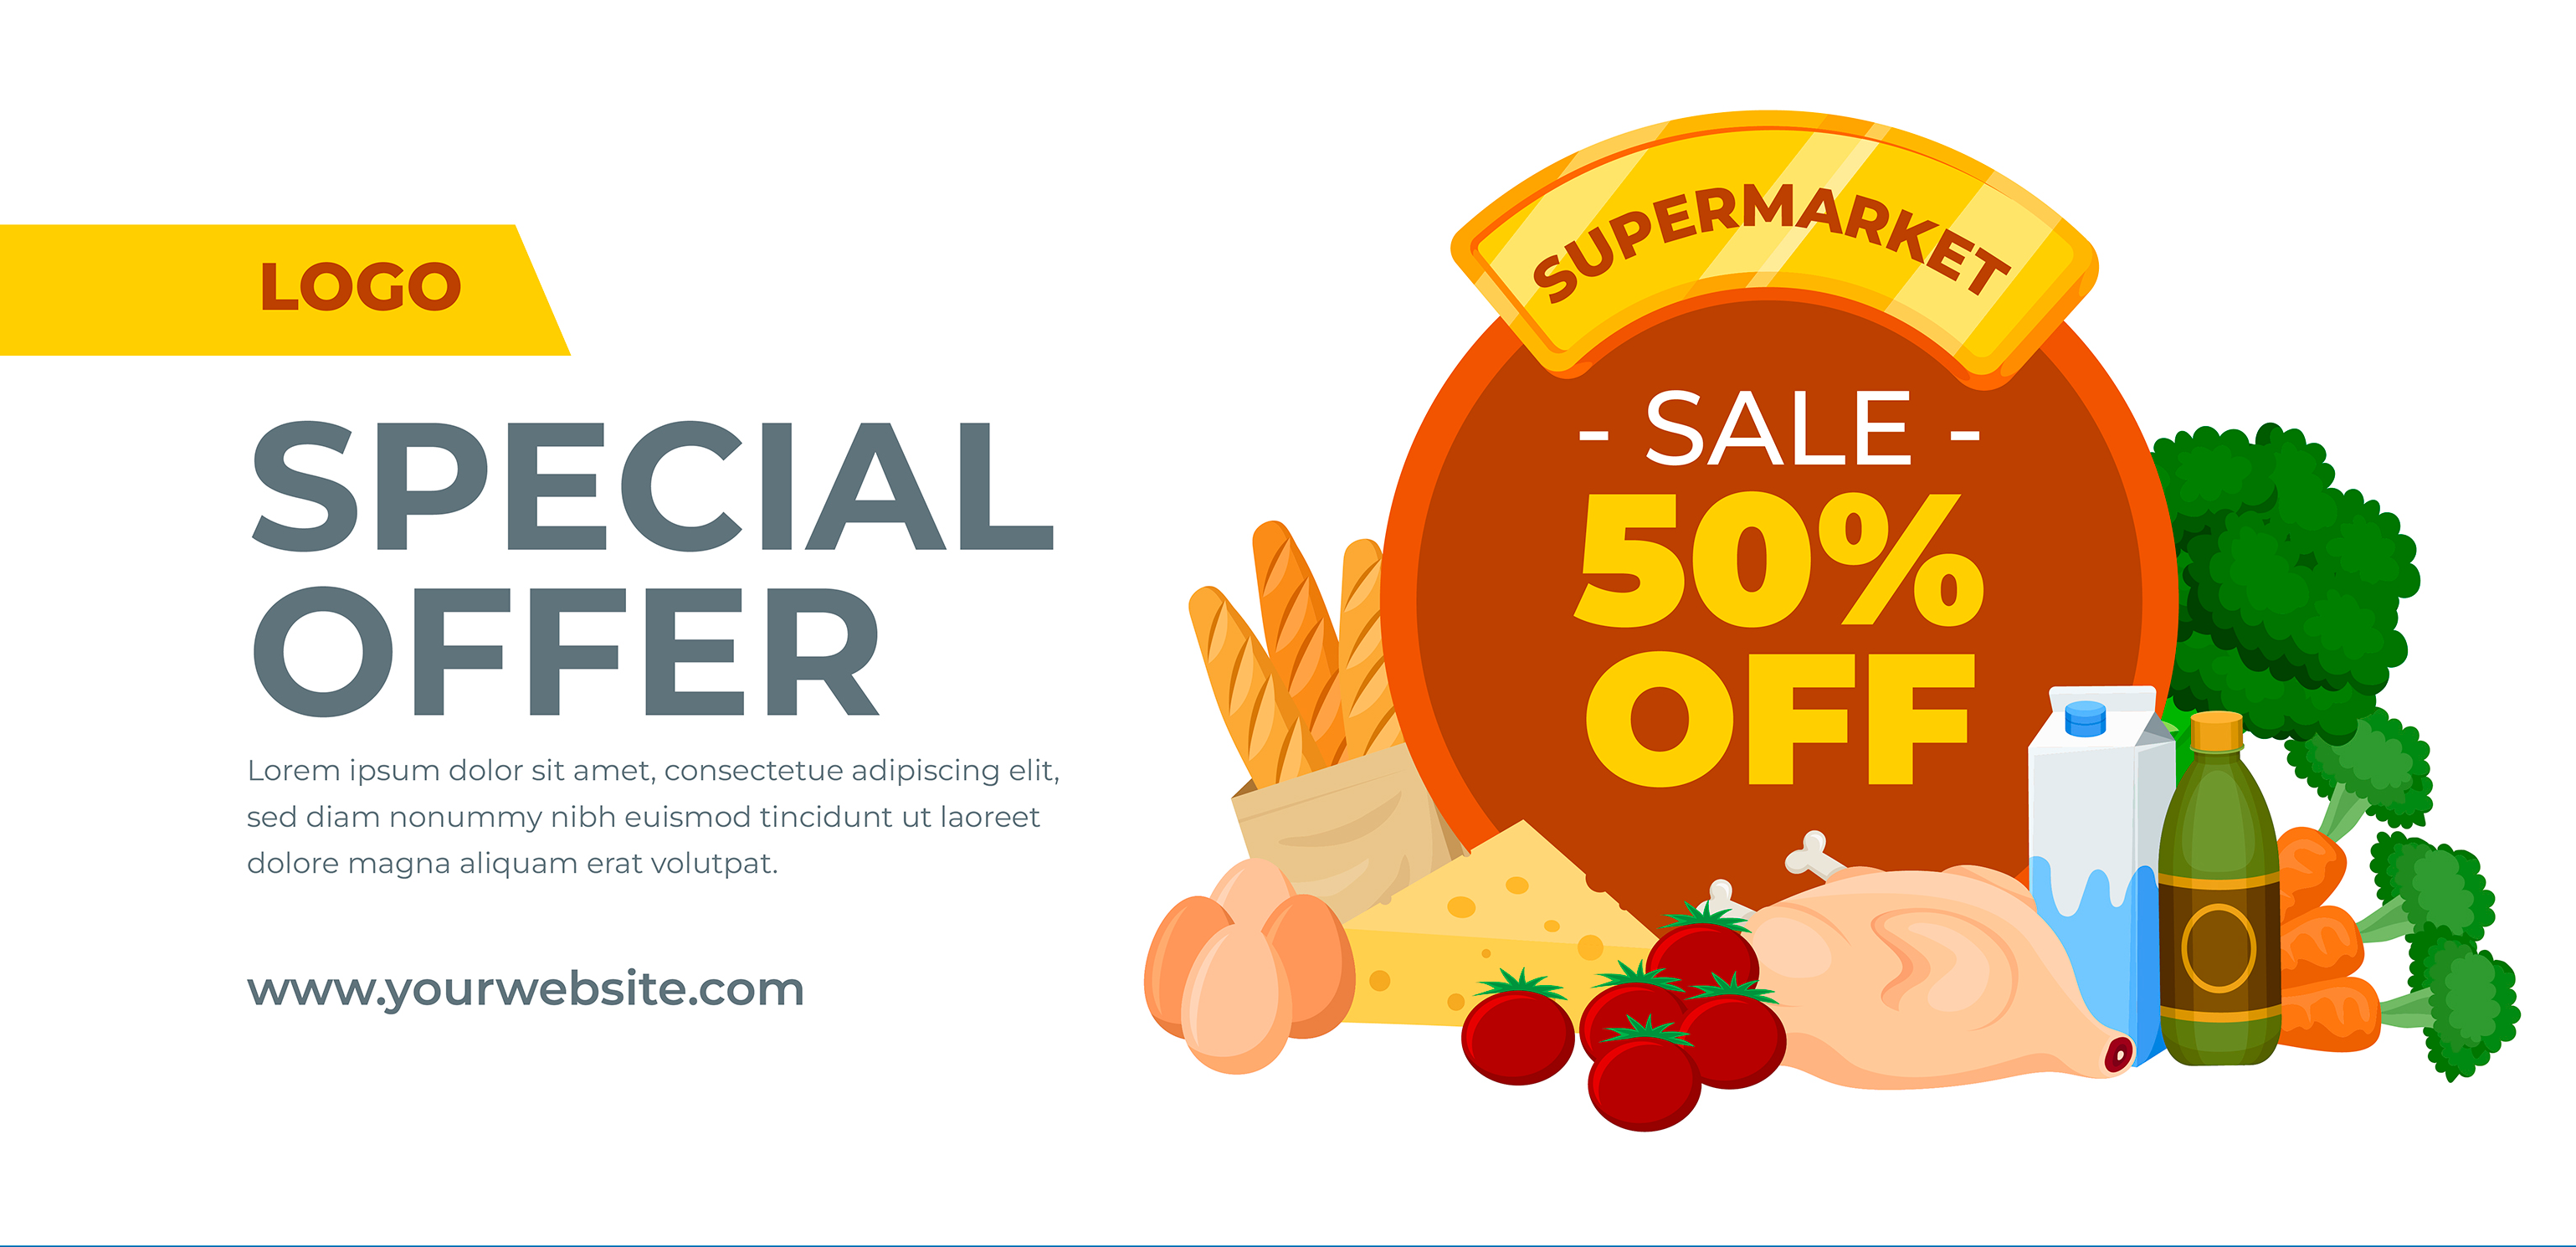 LOGO
SPECIAL
OFFER
Lorem ipsum dolor sit amet, consectetue adipiscing elit,
sed diam nonummy nibh euismod tincidunt ut laoreet
dolore magna aliquam erat volutpat.
www.yourwebsite.com
SUPERMARKET
- SALE -
50%
OFF